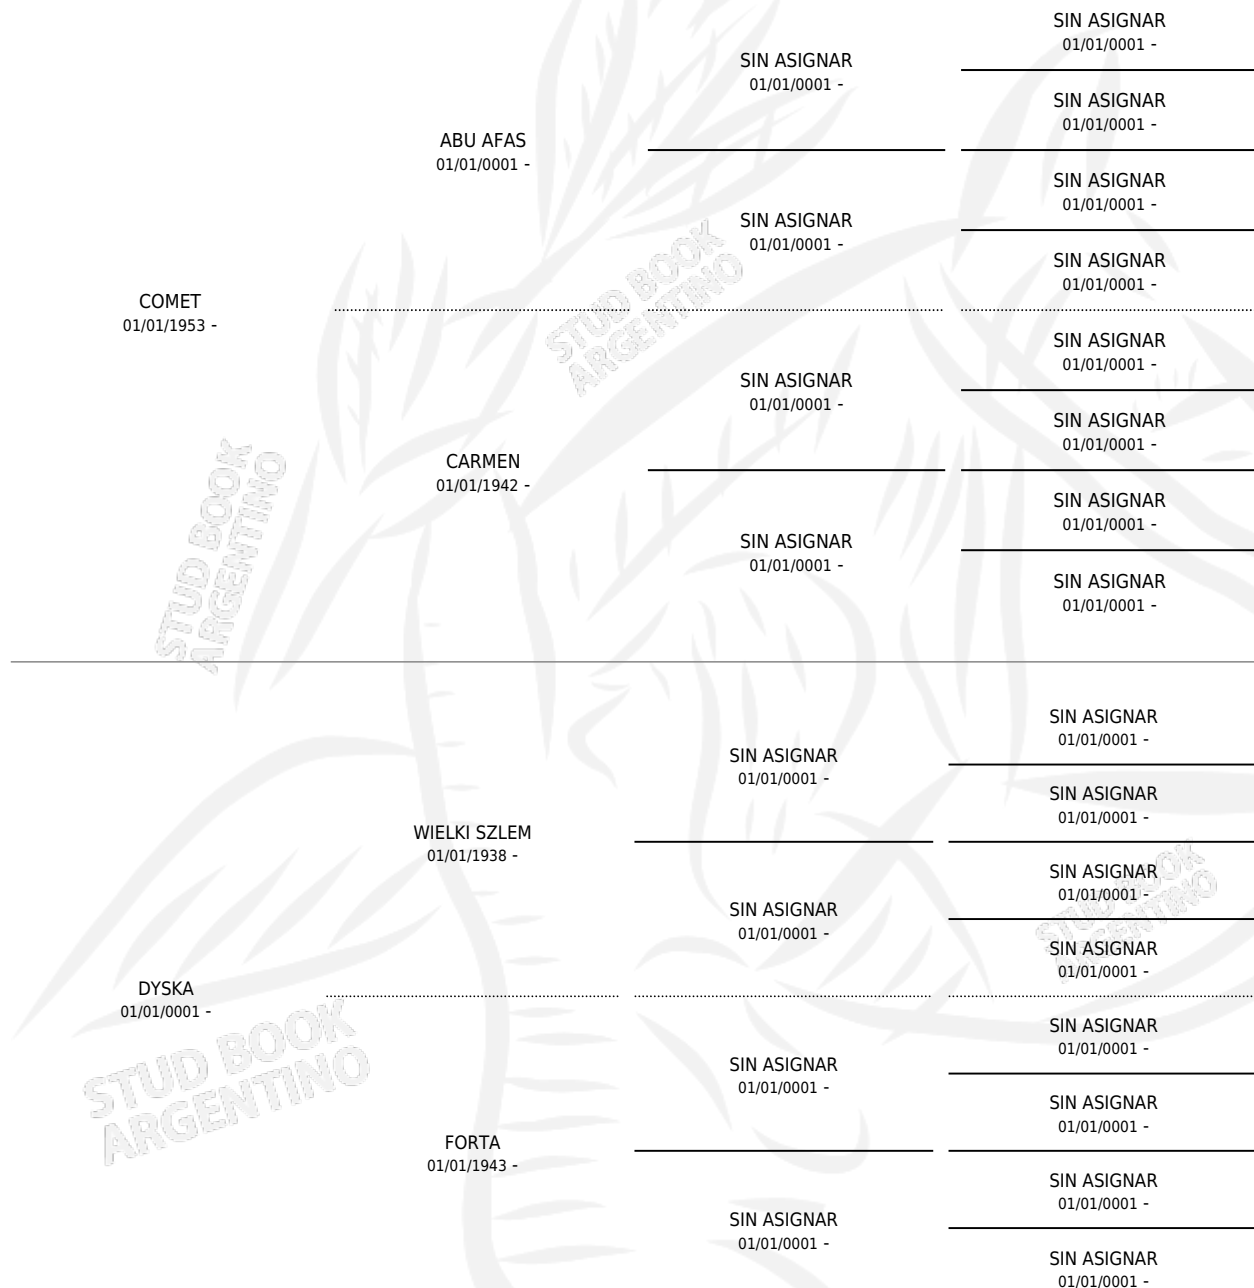 SIN ASIGNAR
01/01/0001 -
SIN ASIGNAR
01/01/0001 -
SIN ASIGNAR
01/01/0001 -
ABU AFAS
01/01/0001 -
SIN ASIGNAR
01/01/0001 -
SIN ASIGNAR
01/01/0001 -
STUD BOOK
ARGENTINO
SIN ASIGNAR
01/01/0001 -
COMET
01/01/1953 -
SIN ASIGNAR
01/01/0001 -
SIN ASIGNAR
01/01/0001 -
SIN ASIGNAR
01/01/0001 -
CARMEN
01/01/1942 -
STUD BOOK
ARGENTINO
SIN ASIGNAR
01/01/0001 -
SIN ASIGNAR
01/01/0001 -
SIN ASIGNAR
01/01/0001 -
SIN ASIGNAR
01/01/0001 -
SIN ASIGNAR
01/01/0001 -
SIN ASIGNAR
01/01/0001 -
WIELKI SZLEM
01/01/1938 -
SIN ASIGNAR
01/01/0001 -
STUD BOOK
ARGENTINO
SIN ASIGNAR
01/01/0001 -
SIN ASIGNAR
01/01/0001 -
DYSKA
01/01/0001 -
STUD BOOK
ARGENTINO
SIN ASIGNAR
01/01/0001 -
SIN ASIGNAR
01/01/0001 -
SIN ASIGNAR
01/01/0001 -
FORTA
01/01/1943 -
SIN ASIGNAR
01/01/0001 -
SIN ASIGNAR
01/01/0001 -
SIN ASIGNAR
01/01/0001 -